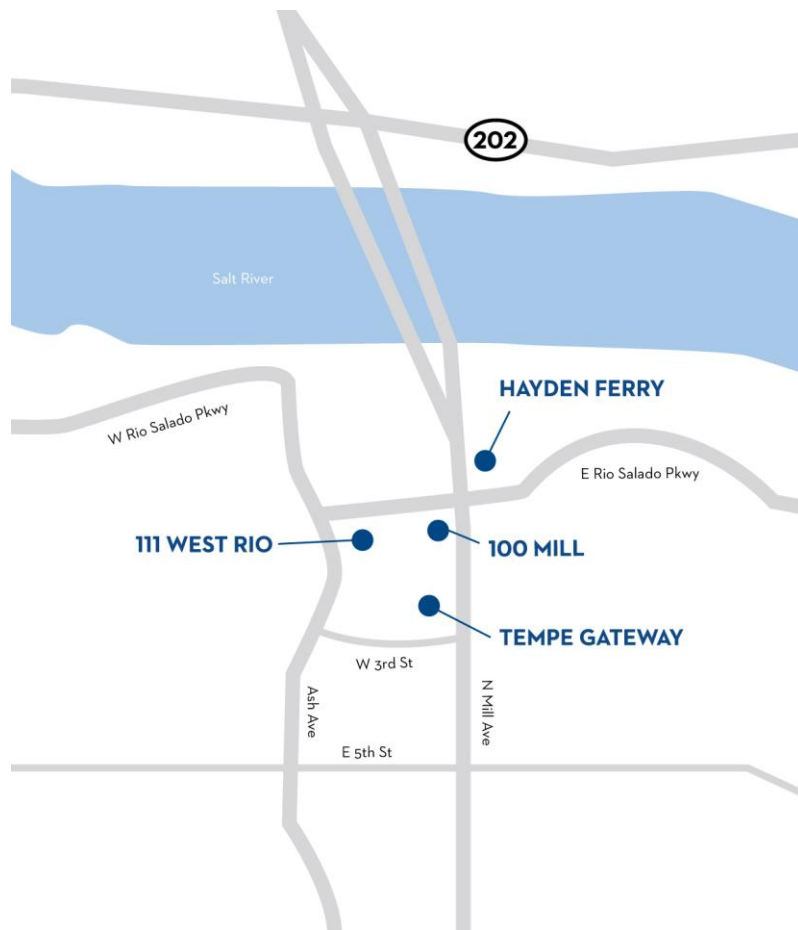 202
Salt River
HAYDEN FERRY
W Rio Salado Pkwy
E Rio Salado Pkwy
111 WEST RIO
100 MILL
TEMPE GATEWAY
W 3rd St
Ash Ave
N Mill Ave
E 5th St